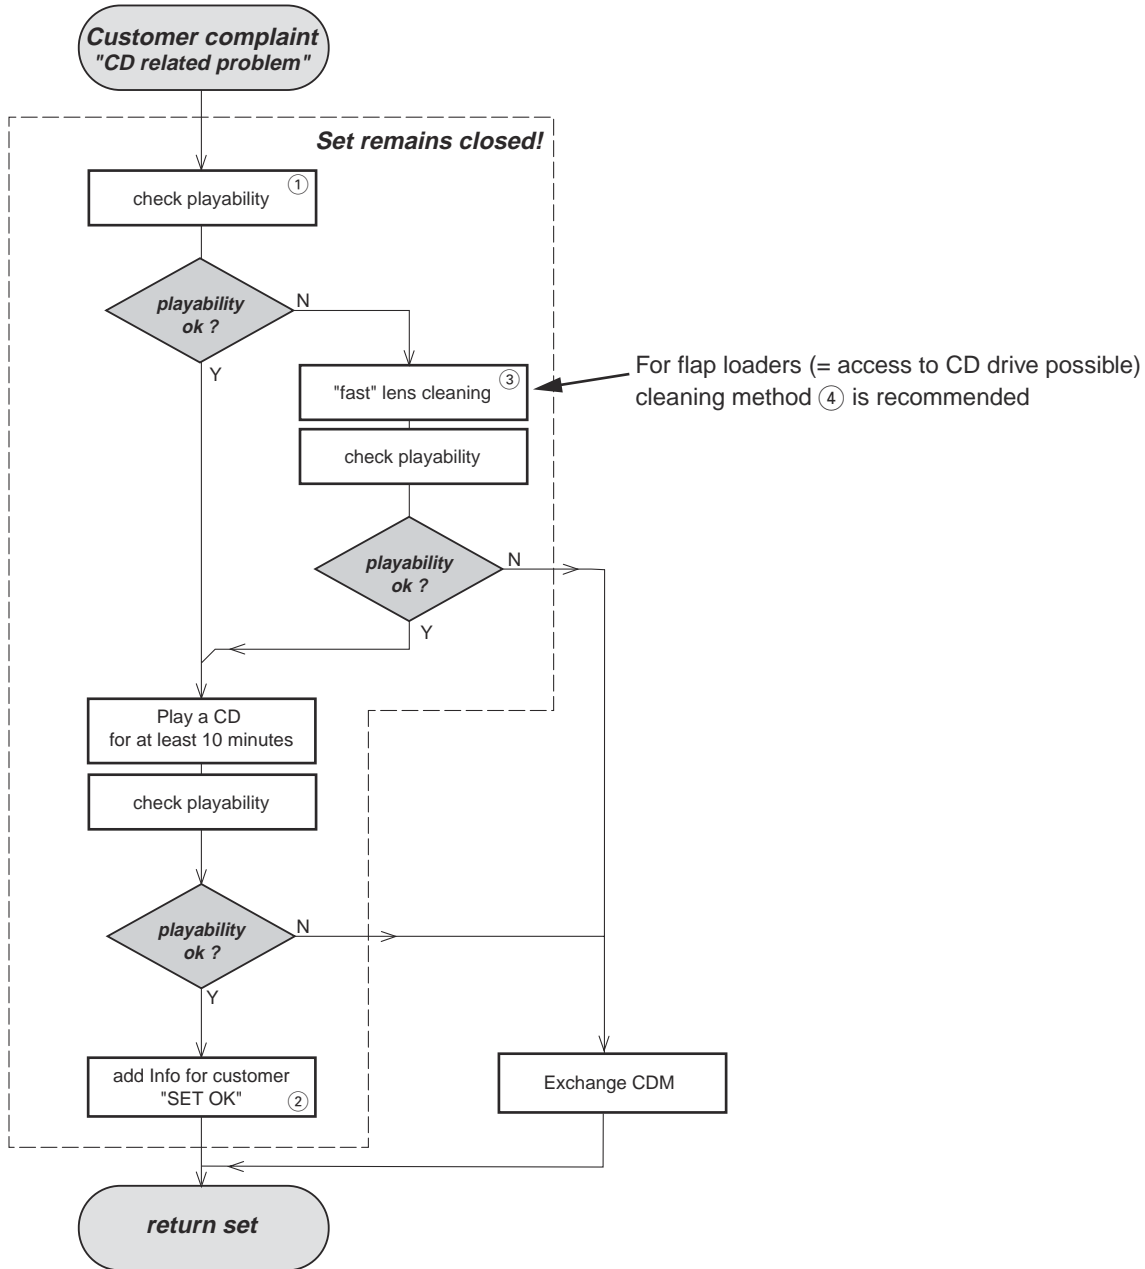 Customer complaint
"CD related problem"
Set remains closed!
check playability ①
playability
ok ?
N
Y
"fast" lens cleaning ③
For flap loaders (= access to CD drive possible)
cleaning method ④ is recommended
check playability
playability
ok ?
N
Y
Play a CD
for at least 10 minutes
check playability
playability
ok ?
N
Y
add Info for customer
"SET OK" ②
Exchange CDM
return set